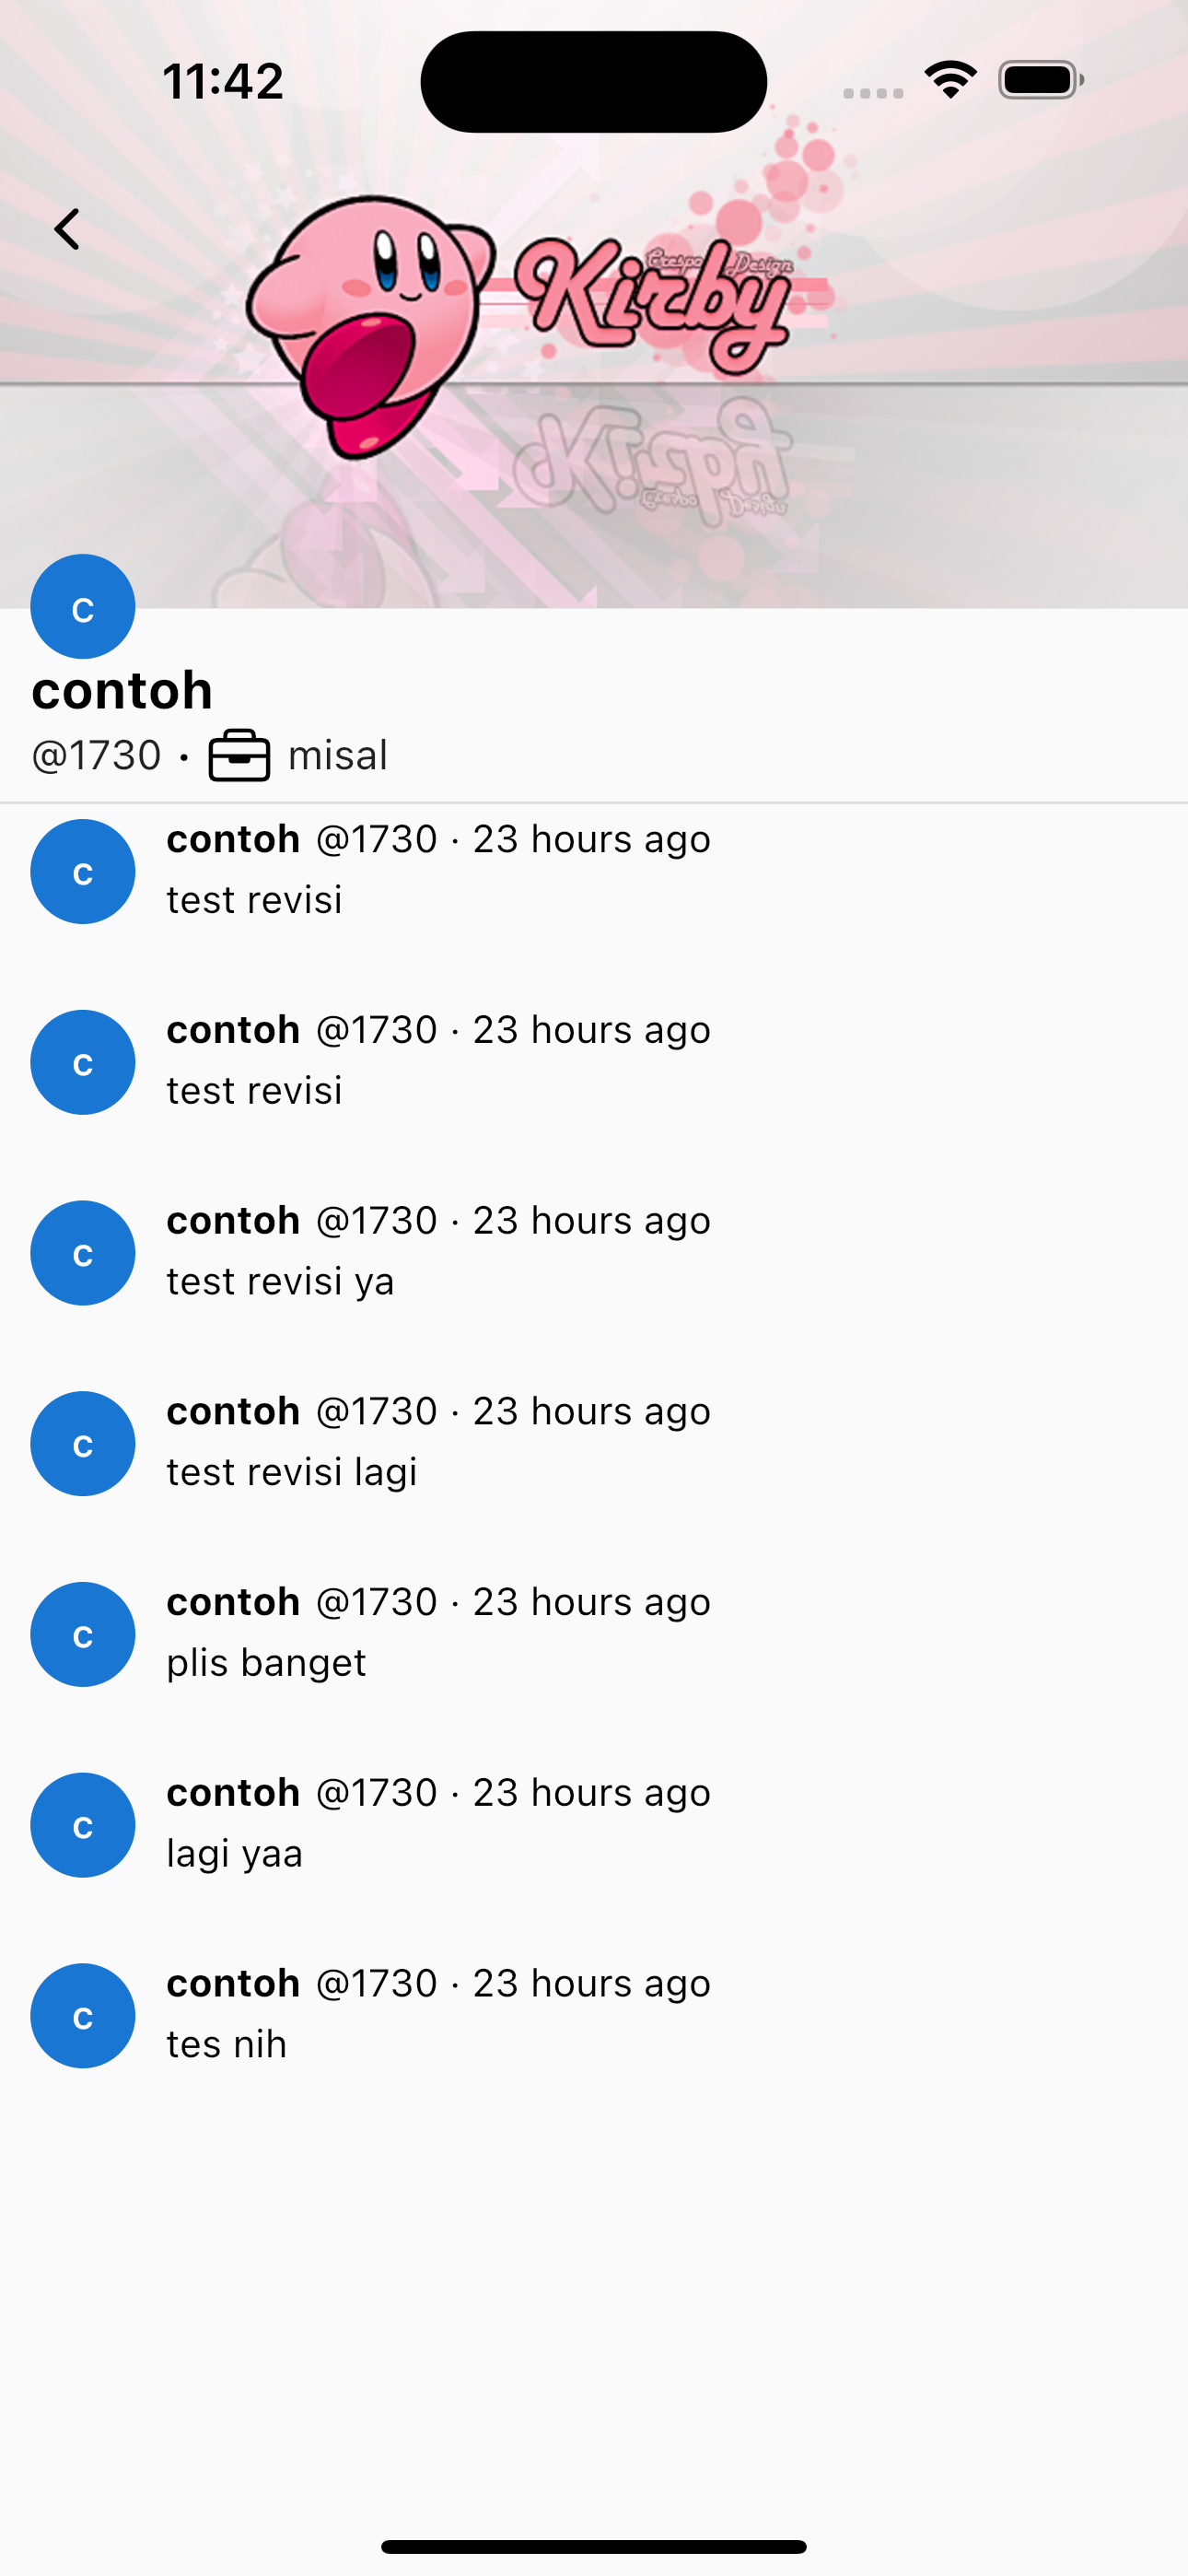 11:42
Crespo Design
Kirby
C
contoh
@1730 · misal
contoh @1730 · 23 hours ago
C
test revisi
contoh @1730 · 23 hours ago
C
test revisi
contoh @1730 · 23 hours ago
C
test revisi ya
contoh @1730 · 23 hours ago
C
test revisi lagi
contoh @1730 · 23 hours ago
C
plis banget
contoh @1730 · 23 hours ago
C
lagi yaa
contoh @1730 · 23 hours ago
C
tes nih